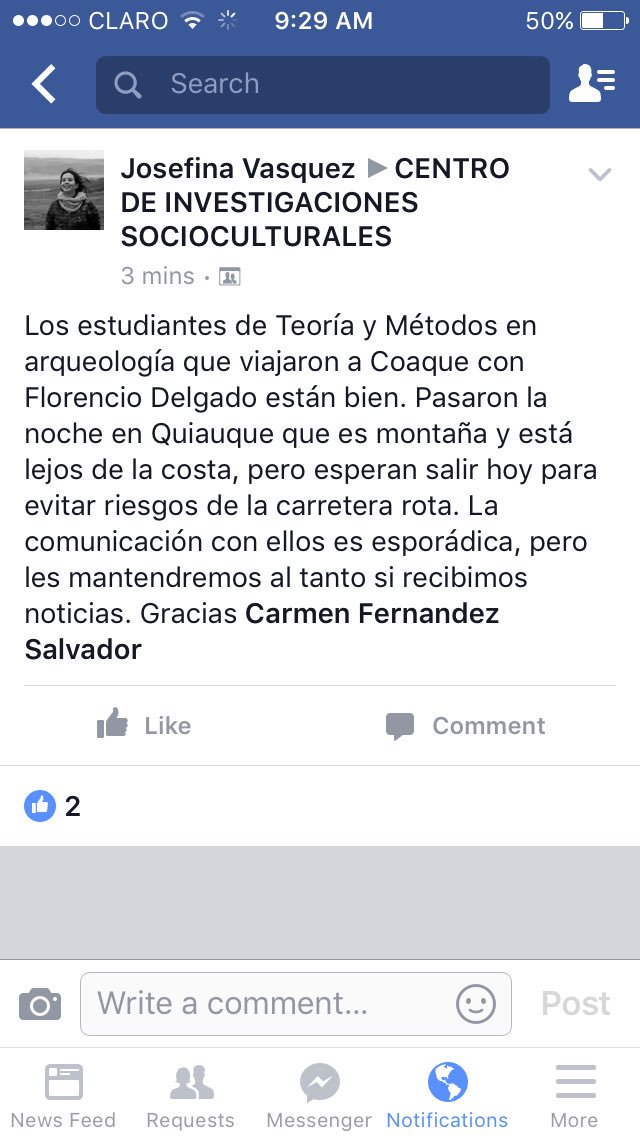 CLARO 9:29 AM 50%
Search
Josefina Vasquez ▶ CENTRO
DE INVESTIGACIONES
SOCIOCULTURALES
3 mins ·
Los estudiantes de Teoría y Métodos en
arqueología que viajaron a Coaque con
Florencio Delgado están bien. Pasaron la
noche en Quiauque que es montaña y está
lejos de la costa, pero esperan salir hoy para
evitar riesgos de la carretera rota. La
comunicación con ellos es esporádica, pero
les mantendremos al tanto si recibimos
noticias. Gracias Carmen Fernandez
Salvador
Like Comment
2
Write a comment... Post
News Feed Requests Messenger Notifications More